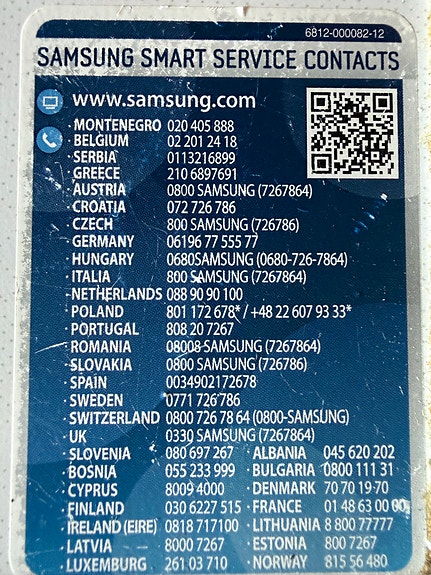 6812-000082-12
SAMSUNG SMART SERVICE CONTACTS
www.samsung.com
· MONTENEGRO 020 405 888
· BELGIUM 02 201 24 18
· SERBIA 0113216899
· GREECE 210 6897691
· AUSTRIA 0800 SAMSUNG (7267864)
· CROATIA 072 726 786
· CZECH 800 SAMSUNG (726786)
· GERMANY 06196 77 555 77
· HUNGARY 0680SAMSUNG (0680-726-7864)
· ITALIA 800 SAMSUNG (7267864)
· NETHERLANDS 088 90 90 100
· POLAND 801 172 678* / +48 22 607 93 33*
· PORTUGAL 808 20 7267
· ROMANIA 08008 SAMSUNG (7267864)
· SLOVAKIA 0800 SAMSUNG (726786)
· SPAIN 0034902172678
· SWEDEN 0771 726 786
· SWITZERLAND 0800 726 78 64 (0800-SAMSUNG)
· UK 0330 SAMSUNG (7267864)
· SLOVENIA 080 697 267 · ALBANIA 045 620 202
· BOSNIA 055 233 999 · BULGARIA 0800 111 31
· CYPRUS 8009 4000 · DENMARK 70 70 19 70
· FINLAND 030 6227 515 · FRANCE 01 48 63 00 00
· IRELAND (EIRE) 0818 717100 · LITHUANIA 8 800 77777
· LATVIA 8000 7267 · ESTONIA 800 7267
· LUXEMBURG 261 03 710 · NORWAY 815 56 480